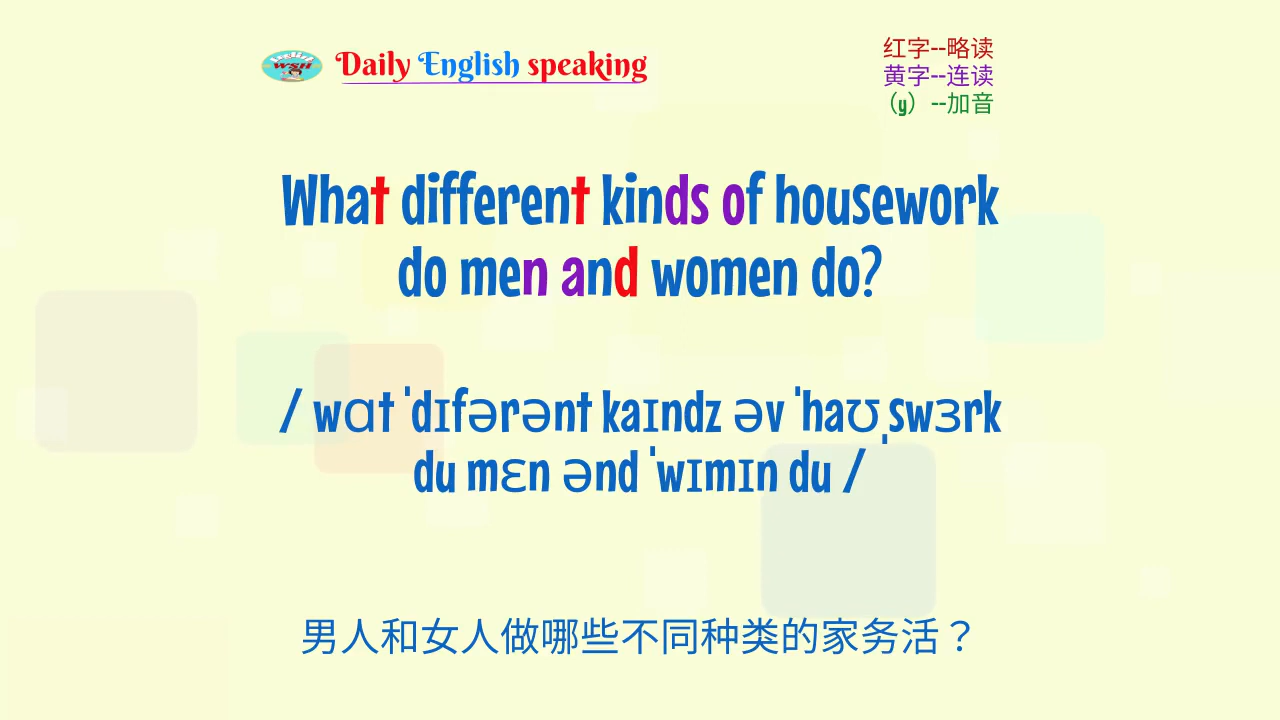 WSH
Daily English speaking
红字--略读
黄字--连读
（y）--加音
What different kinds of housework
do men and women do?
/ wɑt ˈdɪfərənt kaɪndz əv ˈhaʊˌswɜrk
du mɛn ənd ˈwɪmɪn du /
男人和女人做哪些不同种类的家务活？